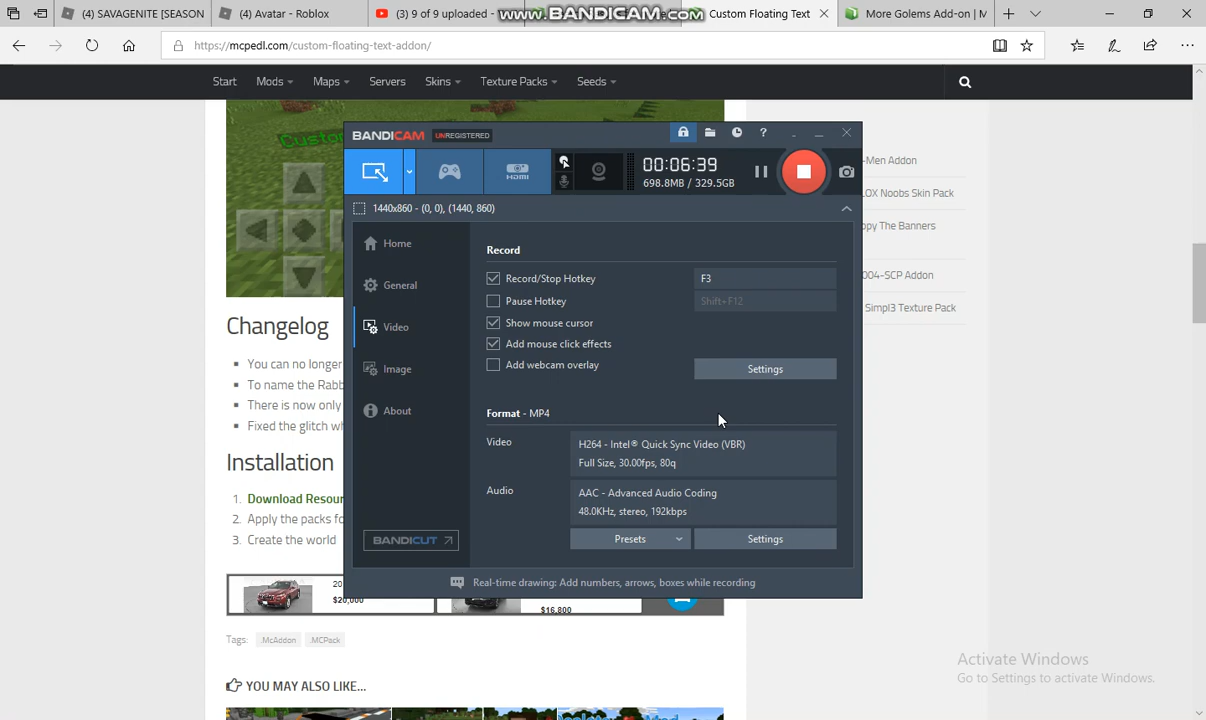 (4) SAVAGENITE [SEASON
(4) Avatar - Roblox
(3) 9 of 9 uploaded -
www.BANDICAM.com
Custom Floating Text
More Golems Add-on | M
https://mcpedl.com/custom-floating-text-addon/
Start Mods Maps Servers Skins Texture Packs Seeds
BANDICAM UNREGISTERED
HDMI
00:06:39
698.8MB / 329.5GB
1440x860 - (0, 0), (1440, 860)
Home
General
Video
Image
About
BANDICUT
Record
Record/Stop Hotkey F3
Pause Hotkey Shift+F12
Show mouse cursor
Add mouse click effects
Add webcam overlay
Settings
Format - MP4
Video
H264 - Intel® Quick Sync Video (VBR)
Full Size, 30.00fps, 80q
Audio
AAC - Advanced Audio Coding
48.0KHz, stereo, 192kbps
Presets
Settings
Real-time drawing: Add numbers, arrows, boxes while recording
-Men Addon
LOX Noobs Skin Pack
ppy The Banners
004-SCP Addon
Simpl3 Texture Pack
Changelog
You can no longer
To name the Rabb
There is now only
Fixed the glitch wh
Installation
1. Download Resour
2. Apply the packs fo
3. Create the world
20
$20,000
$16,800
Tags: .McAddon .MCPack
YOU MAY ALSO LIKE...
Activate Windows
Go to Settings to activate Windows.